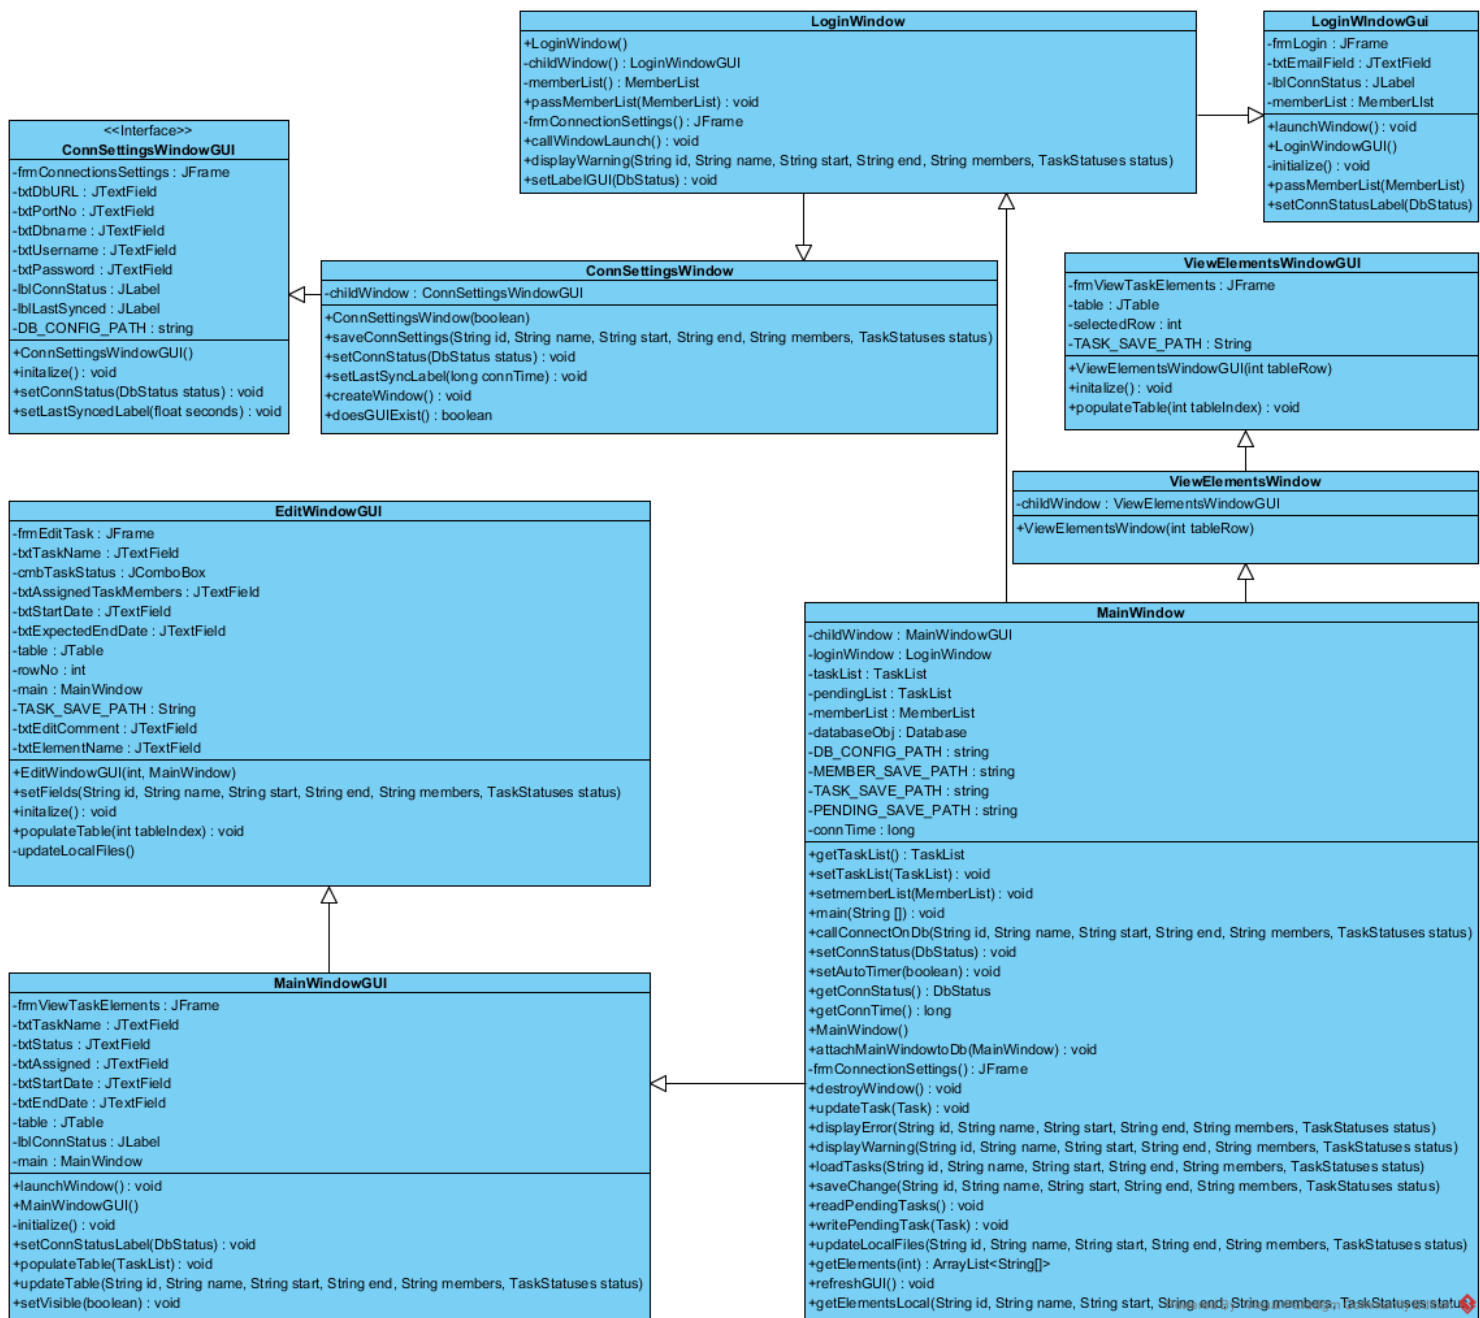 LoginWindow
+LoginWindow()
-childWindow() : LoginWindowGUI
-memberList() : MemberList
+passMemberList(MemberList) : void
-frmConnectionSettings() : JFrame
+callWindowLaunch() : void
+displayWarning(String id, String name, String start, String end, String members, TaskStatuses status)
+setLabelGUI(DbStatus) : void
LoginWIndowGui
-frmLogin : JFrame
-txtEmailField : JTextField
-lblConnStatus : JLabel
-memberList : MemberLIst
+launchWindow() : void
+LoginWindowGUI()
-initialize() : void
+passMemberList(MemberList)
+setConnStatusLabel(DbStatus)
<<Interface>>
ConnSettingsWindowGUI
-frmConnectionsSettings : JFrame
-txtDbURL : JTextField
-txtPortNo : JTextField
-txtDbname : JTextField
-txtUsername : JTextField
-txtPassword : JTextField
-lblConnStatus : JLabel
-lblLastSynced : JLabel
-DB_CONFIG_PATH : string
+ConnSettingsWindowGUI()
+initalize() : void
+setConnStatus(DbStatus status) : void
+setLastSyncedLabel(float seconds) : void
ConnSettingsWindow
-childWindow : ConnSettingsWindowGUI
+ConnSettingsWindow(boolean)
+saveConnSettings(String id, String name, String start, String end, String members, TaskStatuses status)
+setConnStatus(DbStatus status) : void
+setLastSyncLabel(long connTime) : void
+createWindow() : void
+doesGUIExist() : boolean
ViewElementsWindowGUI
-frmViewTaskElements : JFrame
-table : JTable
-selectedRow : int
-TASK_SAVE_PATH : String
+ViewElementsWindowGUI(int tableRow)
+initalize() : void
+populateTable(int tableIndex) : void
ViewElementsWindow
-childWindow : ViewElementsWindowGUI
+ViewElementsWindow(int tableRow)
EditWindowGUI
-frmEditTask : JFrame
-txtTaskName : JTextField
-cmbTaskStatus : JComboBox
-txtAssignedTaskMembers : JTextField
-txtStartDate : JTextField
-txtExpectedEndDate : JTextField
-table : JTable
-rowNo : int
-main : MainWindow
-TASK_SAVE_PATH : String
-txtEditComment : JTextField
-txtElementName : JTextField
+EditWindowGUI(int, MainWindow)
+setFields(String id, String name, String start, String end, String members, TaskStatuses status)
+initalize() : void
+populateTable(int tableIndex) : void
-updateLocalFiles()
MainWindowGUI
-frmViewTaskElements : JFrame
-txtTaskName : JTextField
-txtStatus : JTextField
-txtAssigned : JTextField
-txtStartDate : JTextField
-txtEndDate : JTextField
-table : JTable
-lblConnStatus : JLabel
-main : MainWindow
+launchWindow() : void
+MainWindowGUI()
-initialize() : void
+setConnStatusLabel(DbStatus) : void
+populateTable(TaskList) : void
+updateTable(String id, String name, String start, String end, String members, TaskStatuses status)
+setVisible(boolean) : void
MainWindow
-childWindow : MainWindowGUI
-loginWindow : LoginWindow
-taskList : TaskList
-pendingList : TaskList
-memberList : MemberList
-databaseObj : Database
-DB_CONFIG_PATH : string
-MEMBER_SAVE_PATH : string
-TASK_SAVE_PATH : string
-PENDING_SAVE_PATH : string
-connTime : long
+getTaskList() : TaskList
+setTaskList(TaskList) : void
+setmemberList(MemberList) : void
+main(String []) : void
+callConnectOnDb(String id, String name, String start, String end, String members, TaskStatuses status)
+setConnStatus(DbStatus) : void
+setAutoTimer(boolean) : void
+getConnStatus() : DbStatus
+getConnTime() : long
+MainWindow()
+attachMainWindowtoDb(MainWindow) : void
-frmConnectionSettings() : JFrame
+destroyWindow() : void
+updateTask(Task) : void
+displayError(String id, String name, String start, String end, String members, TaskStatuses status)
+displayWarning(String id, String name, String start, String end, String members, TaskStatuses status)
+loadTasks(String id, String name, String start, String end, String members, TaskStatuses status)
+saveChange(String id, String name, String start, String end, String members, TaskStatuses status)
+readPendingTasks() : void
+writePendingTask(Task) : void
+updateLocalFiles(String id, String name, String start, String end, String members, TaskStatuses status)
+getElements(int) : ArrayList<String[]>
+refreshGUI() : void
+getElementsLocal(String id, String name, String start, String end, String members, TaskStatuses status